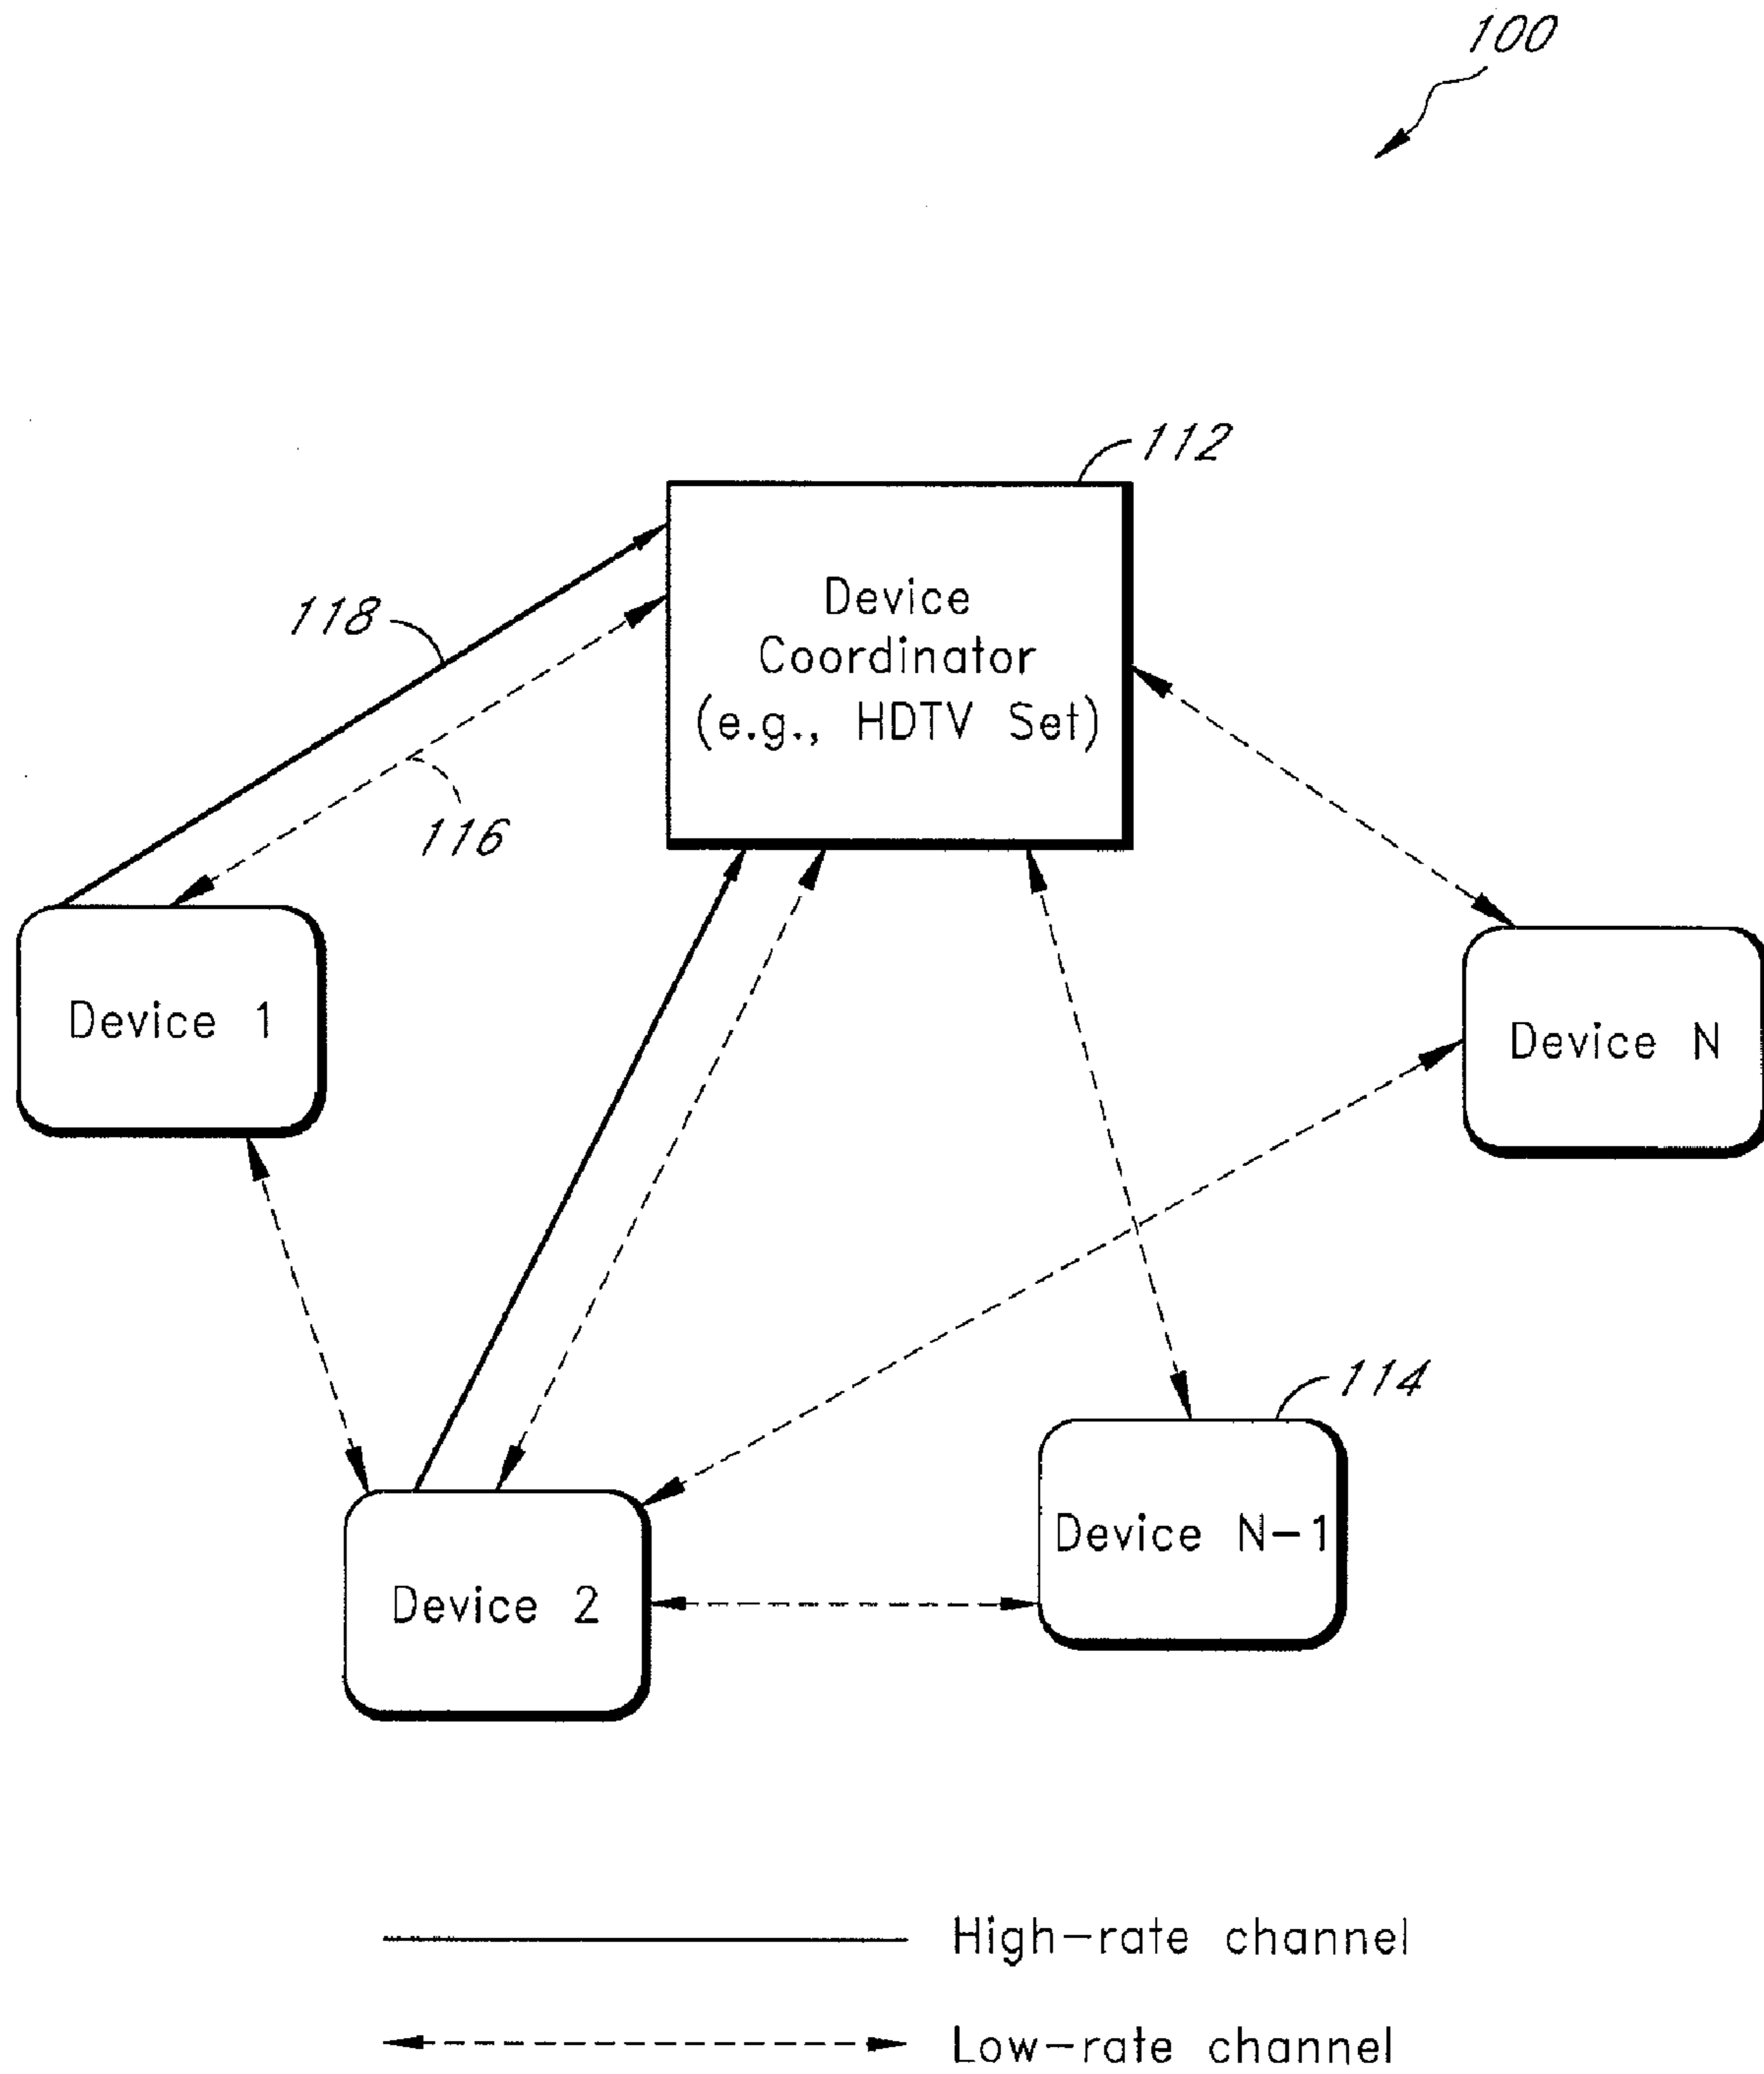 100
112
Device
Coordinator
(e.g., HDTV Set)
118
116
Device 1
Device N
114
Device N-1
Device 2
High-rate channel
Low-rate channel